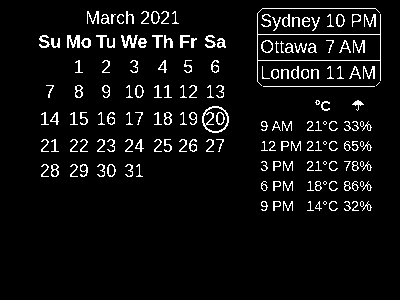 March 2021
Su Mo Tu We Th Fr Sa
1 2 3 4 5 6
7 8 9 10 11 12 13
14 15 16 17 18 19 20
21 22 23 24 25 26 27
28 29 30 31
Sydney 10 PM
Ottawa 7 AM
London 11 AM
°C ☂
9 AM 21°C 33%
12 PM 21°C 65%
3 PM 21°C 78%
6 PM 18°C 86%
9 PM 14°C 32%